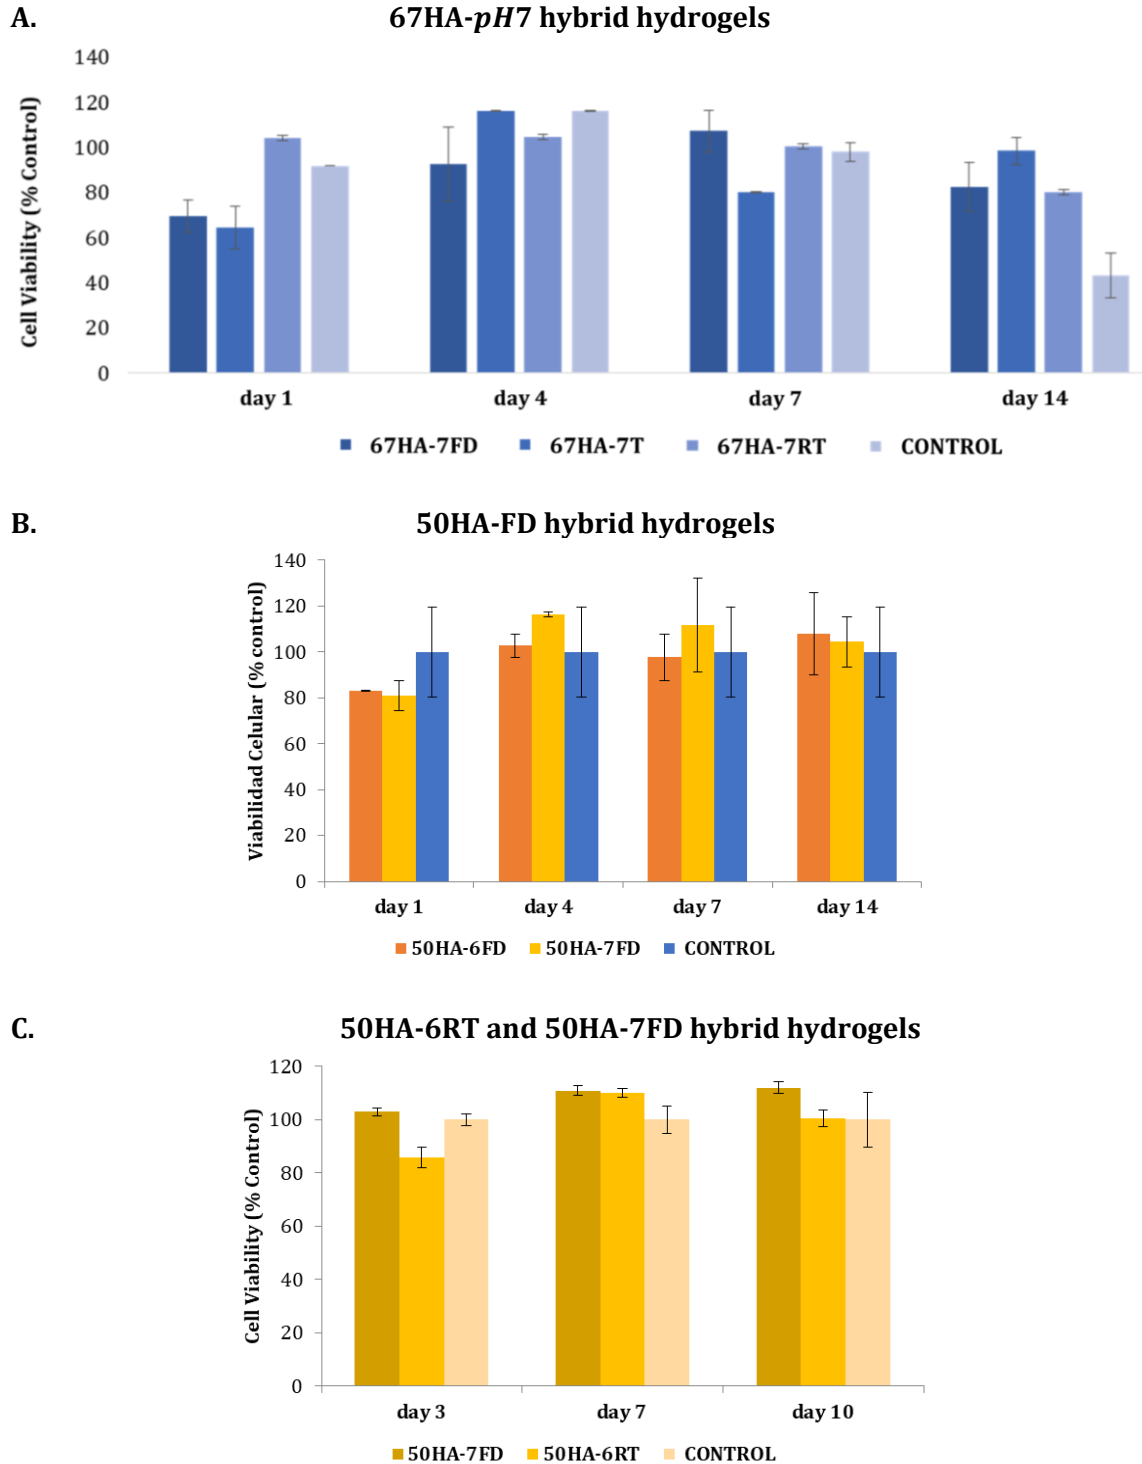 A.
67HA-pH7 hybrid hydrogels
Cell Viability (% Control)
140
120
100
80
60
40
20
0
day 1 day 4 day 7 day 14
67HA-7FD 67HA-7T 67HA-7RT CONTROL
B.
50HA-FD hybrid hydrogels
Viabilidad Celular (% control)
140
120
100
80
60
40
20
0
day 1 day 4 day 7 day 14
50HA-6FD 50HA-7FD CONTROL
C.
50HA-6RT and 50HA-7FD hybrid hydrogels
Cell Viability (% Control)
120
100
80
60
40
20
0
day 3 day 7 day 10
50HA-7FD 50HA-6RT CONTROL